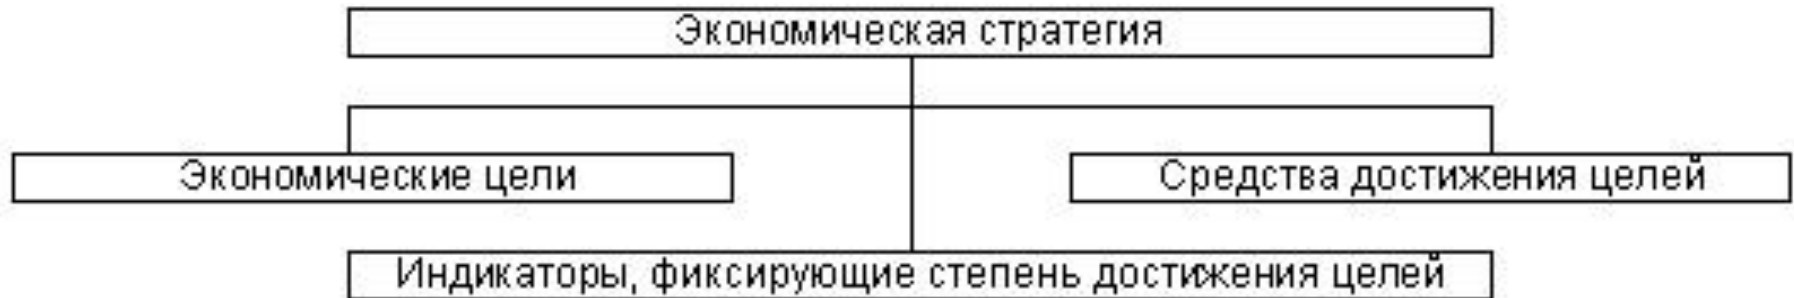 Экономическая стратегия
Экономические цели
Средства достижения целей
Индикаторы, фиксирующие степень достижения целей